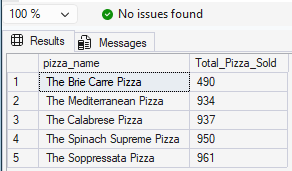 100 %
No issues found
Results Messages
pizza_name Total_Pizza_Sold
1 The Brie Carre Pizza 490
2 The Mediterranean Pizza 934
3 The Calabrese Pizza 937
4 The Spinach Supreme Pizza 950
5 The Soppressata Pizza 961